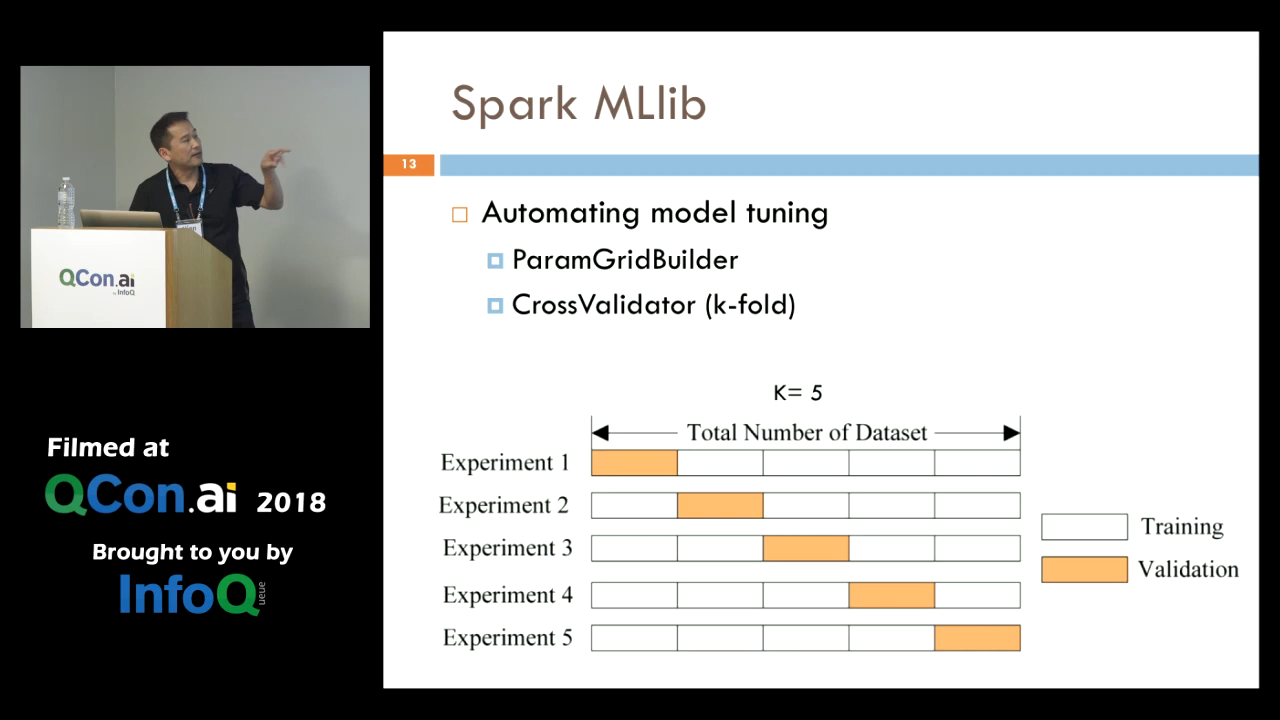 Spark MLlib
13
Automating model tuning
ParamGridBuilder
CrossValidator (k-fold)
K= 5
Total Number of Dataset
Experiment 1
Experiment 2
Experiment 3
Experiment 4
Experiment 5
Training
Validation
QCon.ai
by InfoQ
Filmed at
QCon.ai 2018
Brought to you by
InfoQueue